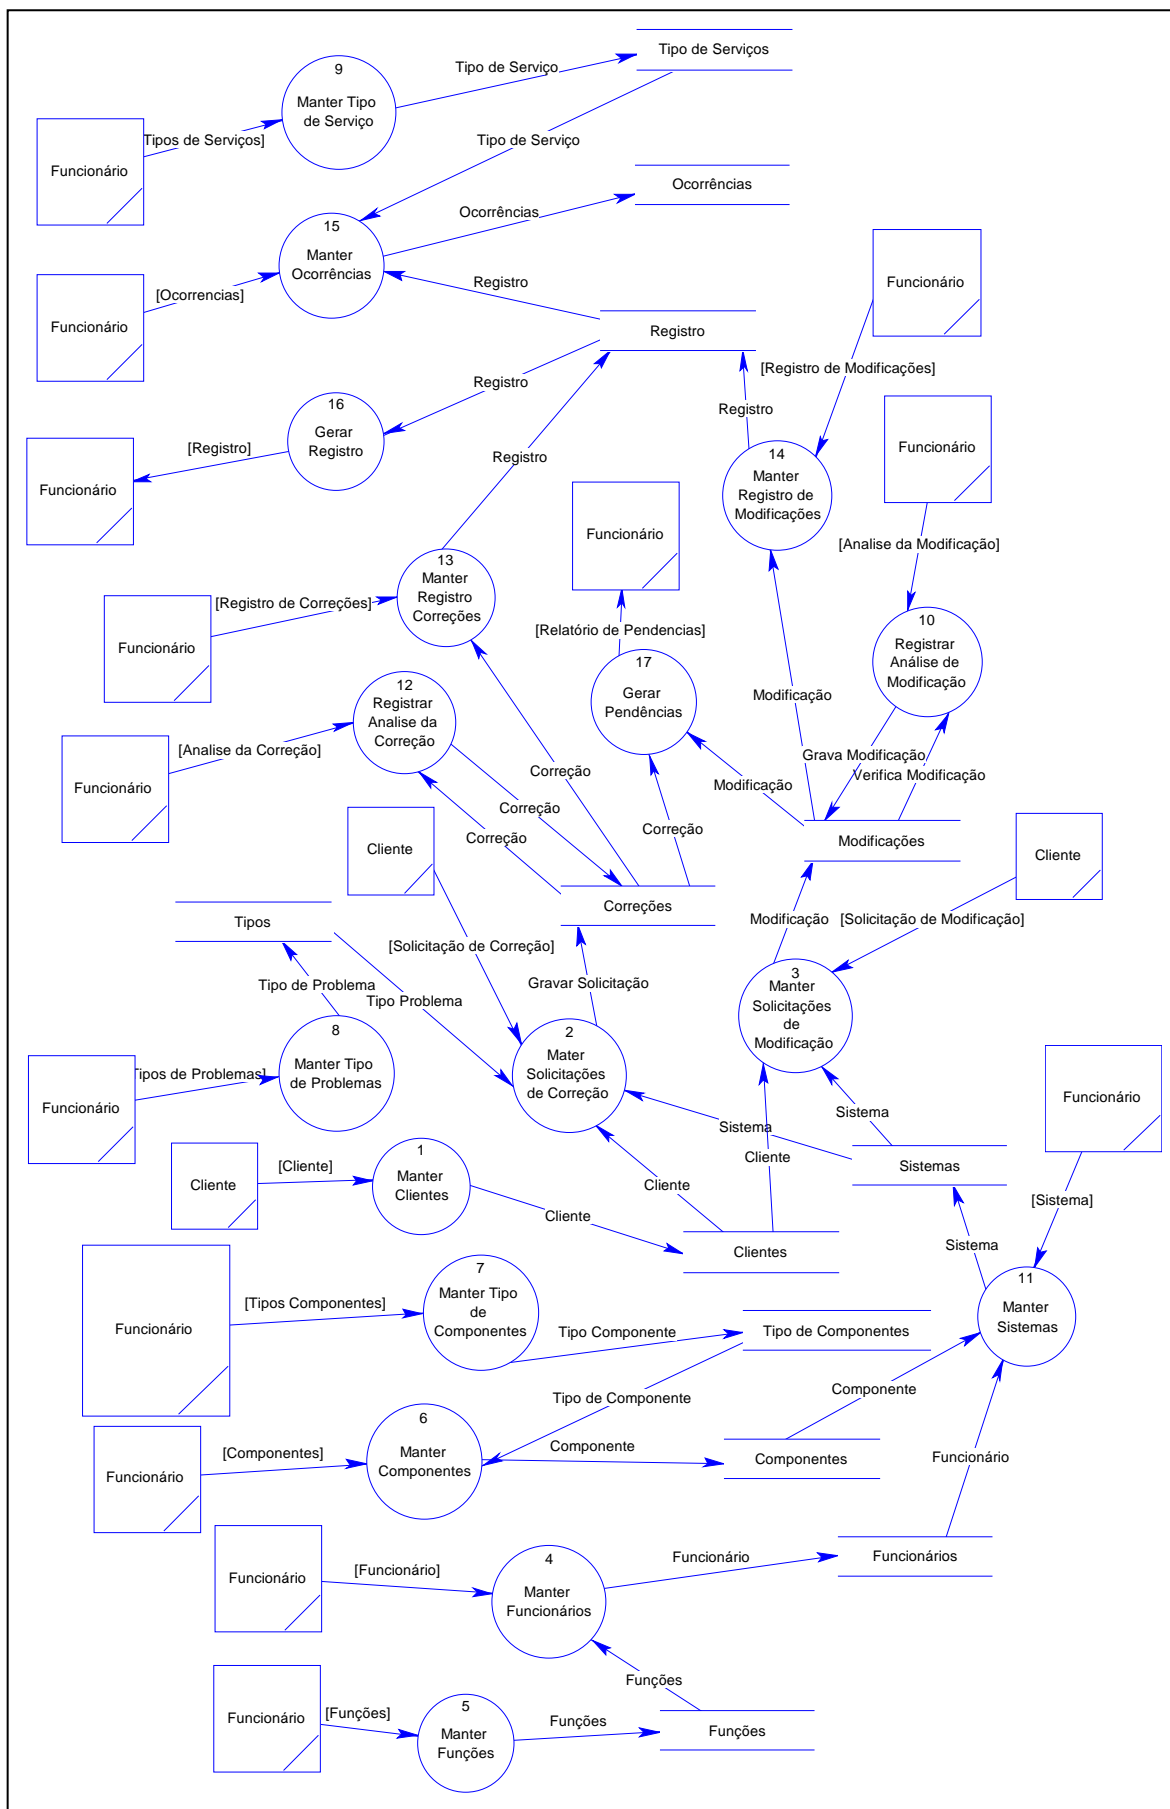 Tipo de Serviços
9
Manter Tipo
de Serviço
Tipo de Serviço
Funcionário
Tipos de Serviços]
Tipo de Serviço
Ocorrências
Ocorrências
15
Manter
Ocorrências
Funcionário
[Ocorrencias]
Registro
Registro
Funcionário
[Registro de Modificações]
Registro
16
Gerar
Registro
Registro
[Registro]
Funcionário
Registro
14
Manter
Registro de
Modificações
Funcionário
Funcionário
[Analise da Modificação]
13
Manter
Registro
Correções
[Registro de Correções]
Funcionário
[Relatório de Pendencias]
10
Registrar
Análise de
Modificação
17
Gerar
Pendências
12
Registrar
Analise da
Correção
[Analise da Correção]
Funcionário
Modificação
Grava Modificação
Verifica Modificação
Correção
Modificação
Correção
Correção
Correção
Cliente
Modificações
Cliente
Correções
Tipos
[Solicitação de Correção]
Modificação
[Solicitação de Modificação]
Tipo de Problema
Tipo Problema
Gravar Solicitação
3
Manter
Solicitações
de
Modificação
8
Manter Tipo
de Problemas
2
Mater
Solicitações
de Correção
Tipos de Problemas]
Funcionário
Funcionário
Sistema
Sistema
Sistemas
Cliente
[Cliente]
1
Manter
Clientes
Cliente
Cliente
Cliente
Clientes
[Sistema]
Sistema
7
Manter Tipo
de
Componentes
[Tipos Componentes]
Funcionário
11
Manter
Sistemas
Tipo Componente
Tipo de Componentes
Tipo de Componente
Componente
6
Manter
Componentes
[Componentes]
Funcionário
Componente
Componentes
Funcionário
4
Manter
Funcionários
[Funcionário]
Funcionário
Funcionário
Funcionários
Funções
5
Manter
Funções
[Funções]
Funcionário
Funções
Funções